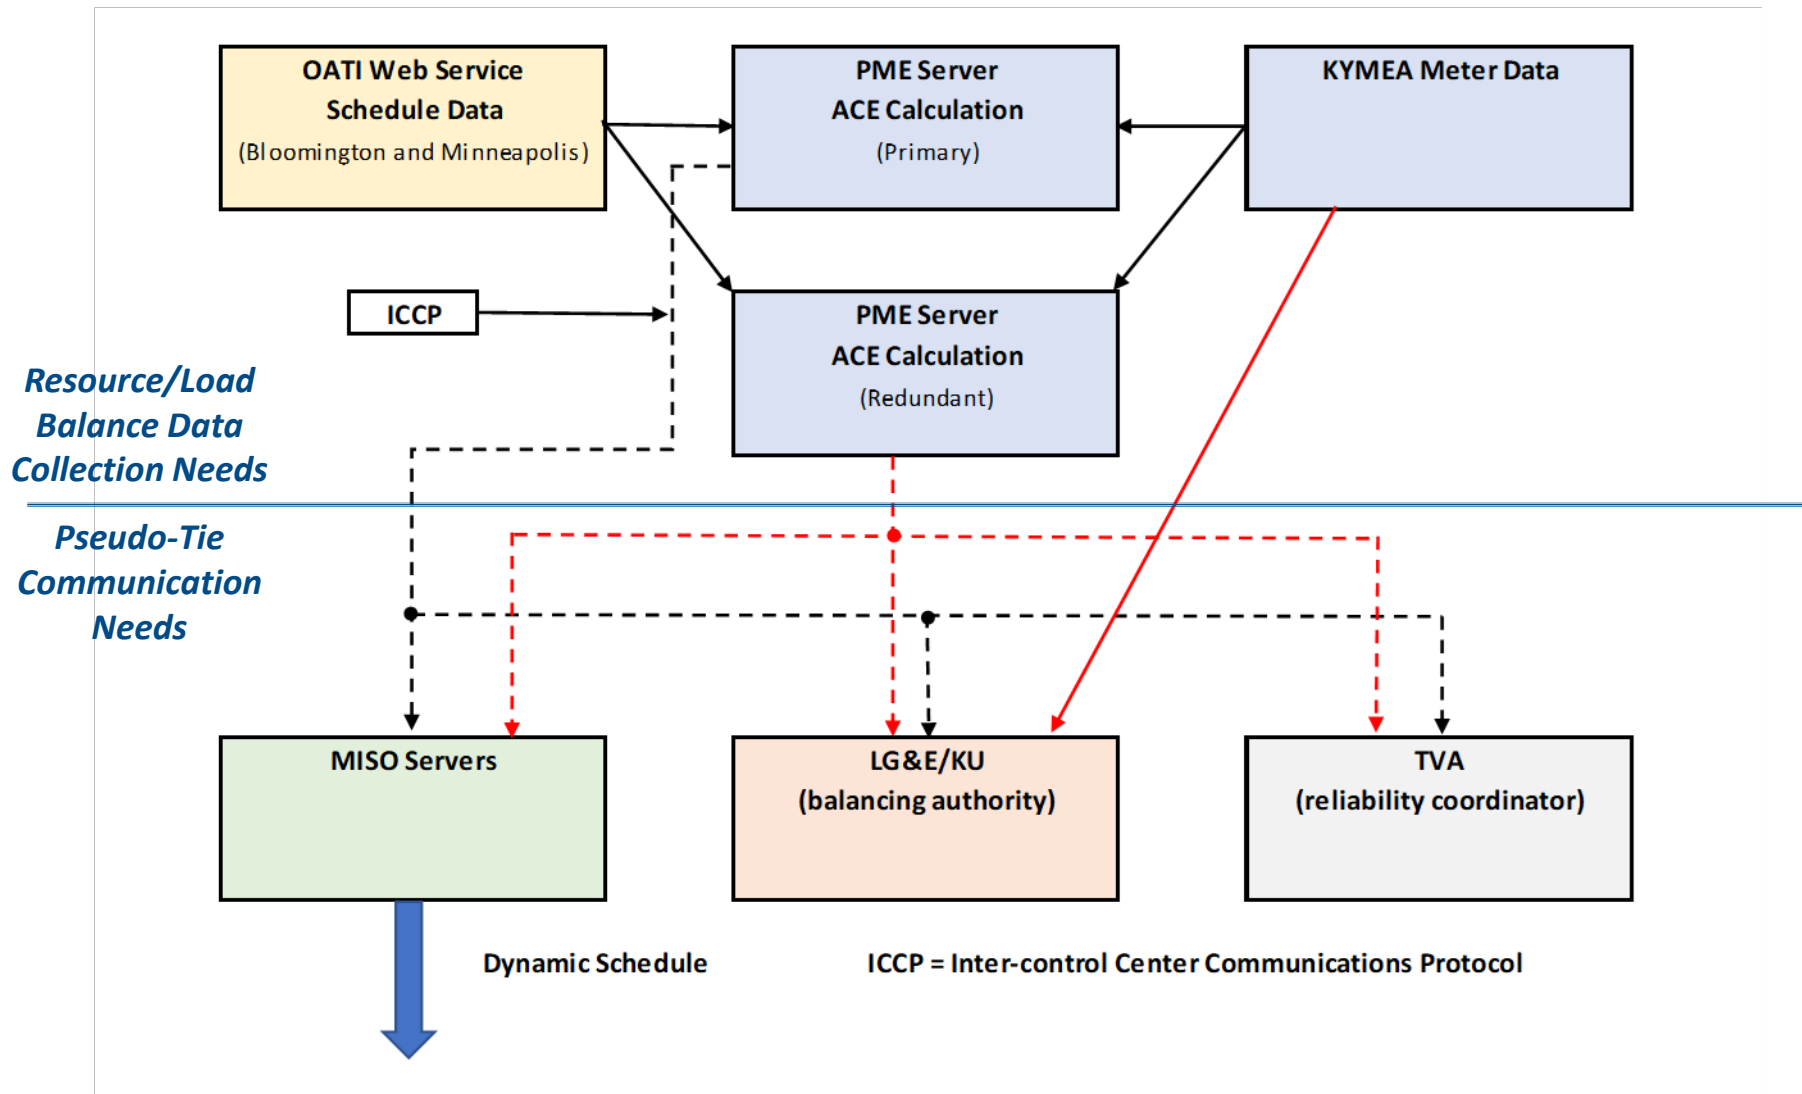 OATI Web Service
Schedule Data
(Bloomington and Minneapolis)
PME Server
ACE Calculation
(Primary)
KYMEA Meter Data
ICCP
PME Server
ACE Calculation
(Redundant)
Resource/Load
Balance Data
Collection Needs
Pseudo-Tie
Communication
Needs
MISO Servers
LG&E/KU
(balancing authority)
TVA
(reliability coordinator)
Dynamic Schedule
ICCP = Inter-control Center Communications Protocol